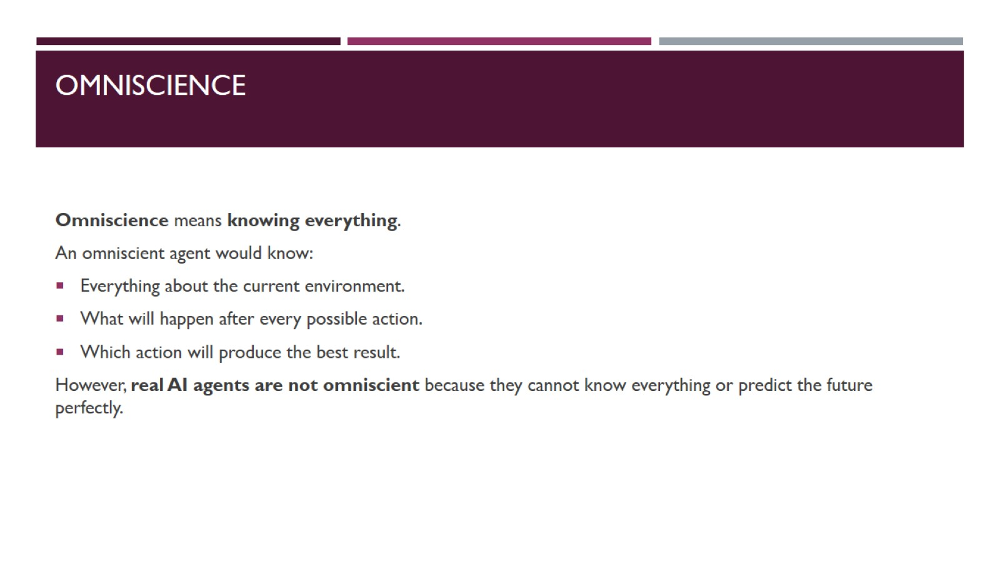 OMNISCIENCE
Omniscience means knowing everything.
An omniscient agent would know:
▪ Everything about the current environment.
▪ What will happen after every possible action.
▪ Which action will produce the best result.
However, real AI agents are not omniscient because they cannot know everything or predict the future
perfectly.